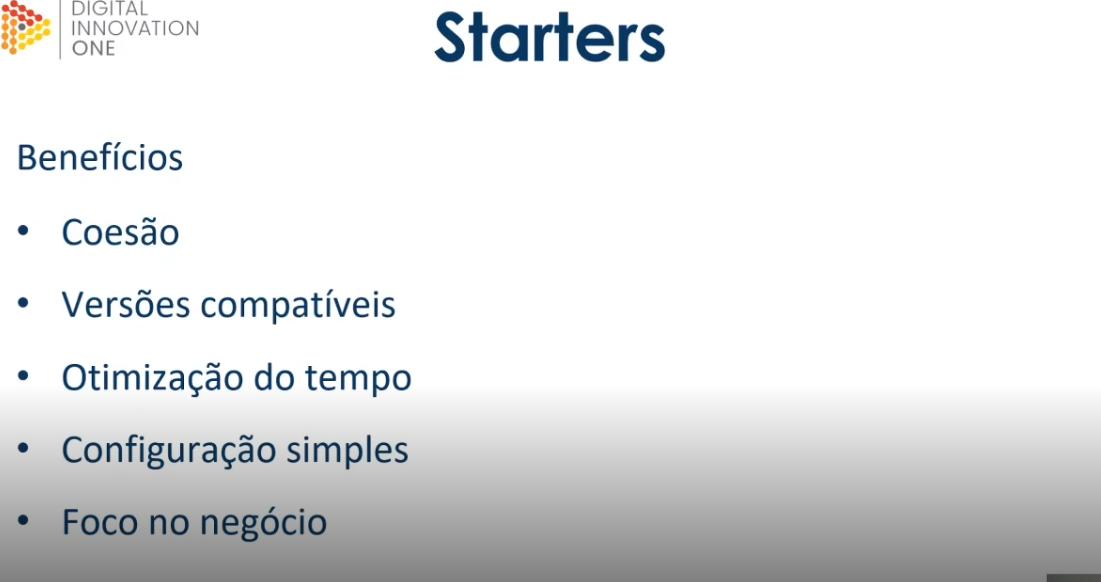 DIGITAL
INNOVATION
ONE
Starters
Benefícios
• Coesão
• Versões compatíveis
• Otimização do tempo
• Configuração simples
• Foco no negócio